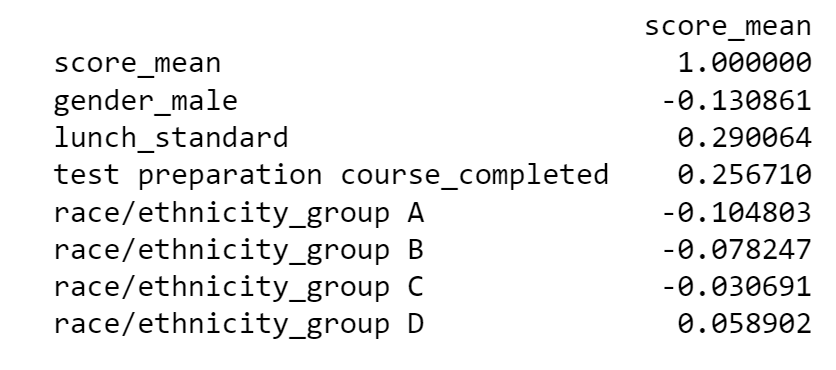 score_mean
score_mean 1.000000
gender_male -0.130861
lunch_standard 0.290064
test preparation course_completed 0.256710
race/ethnicity_group A -0.104803
race/ethnicity_group B -0.078247
race/ethnicity_group C -0.030691
race/ethnicity_group D 0.058902